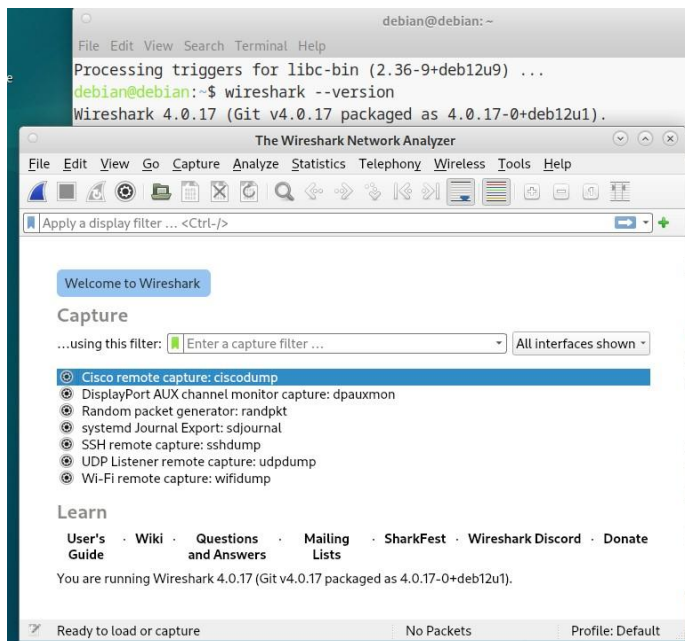 debian@debian: ~
File Edit View Search Terminal Help
Processing triggers for libc-bin (2.36-9+deb12u9) ...
debian@debian:~$ wireshark --version
Wireshark 4.0.17 (Git v4.0.17 packaged as 4.0.17-0+deb12u1).
The Wireshark Network Analyzer
File Edit View Go Capture Analyze Statistics Telephony Wireless Tools Help
Apply a display filter ... <Ctrl-/>
Welcome to Wireshark
Capture
...using this filter: Enter a capture filter ... All interfaces shown
Cisco remote capture: ciscodump
DisplayPort AUX channel monitor capture: dpauxmon
Random packet generator: randpkt
systemd Journal Export: sdjournal
SSH remote capture: sshdump
UDP Listener remote capture: udpdump
Wi-Fi remote capture: wifidump
Learn
User's Guide · Wiki · Questions and Answers · Mailing Lists · SharkFest · Wireshark Discord · Donate
You are running Wireshark 4.0.17 (Git v4.0.17 packaged as 4.0.17-0+deb12u1).
Ready to load or capture No Packets Profile: Default